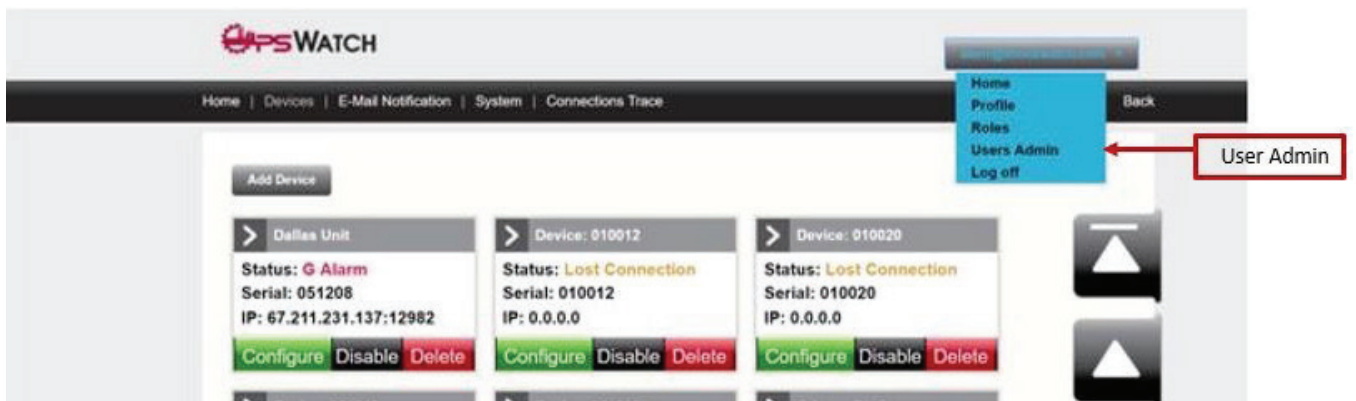 OPSWATCH
Home | Devices | E-Mail Notification | System | Connections Trace
Back
Home
Profile
Roles
Users Admin
Log off
User Admin
Add Device
Dallas Unit
Status: G Alarm
Serial: 051208
IP: 67.211.231.137:12982
Configure Disable Delete
Device: 010012
Status: Lost Connection
Serial: 010012
IP: 0.0.0.0
Configure Disable Delete
Device: 010020
Status: Lost Connection
Serial: 010020
IP: 0.0.0.0
Configure Disable Delete